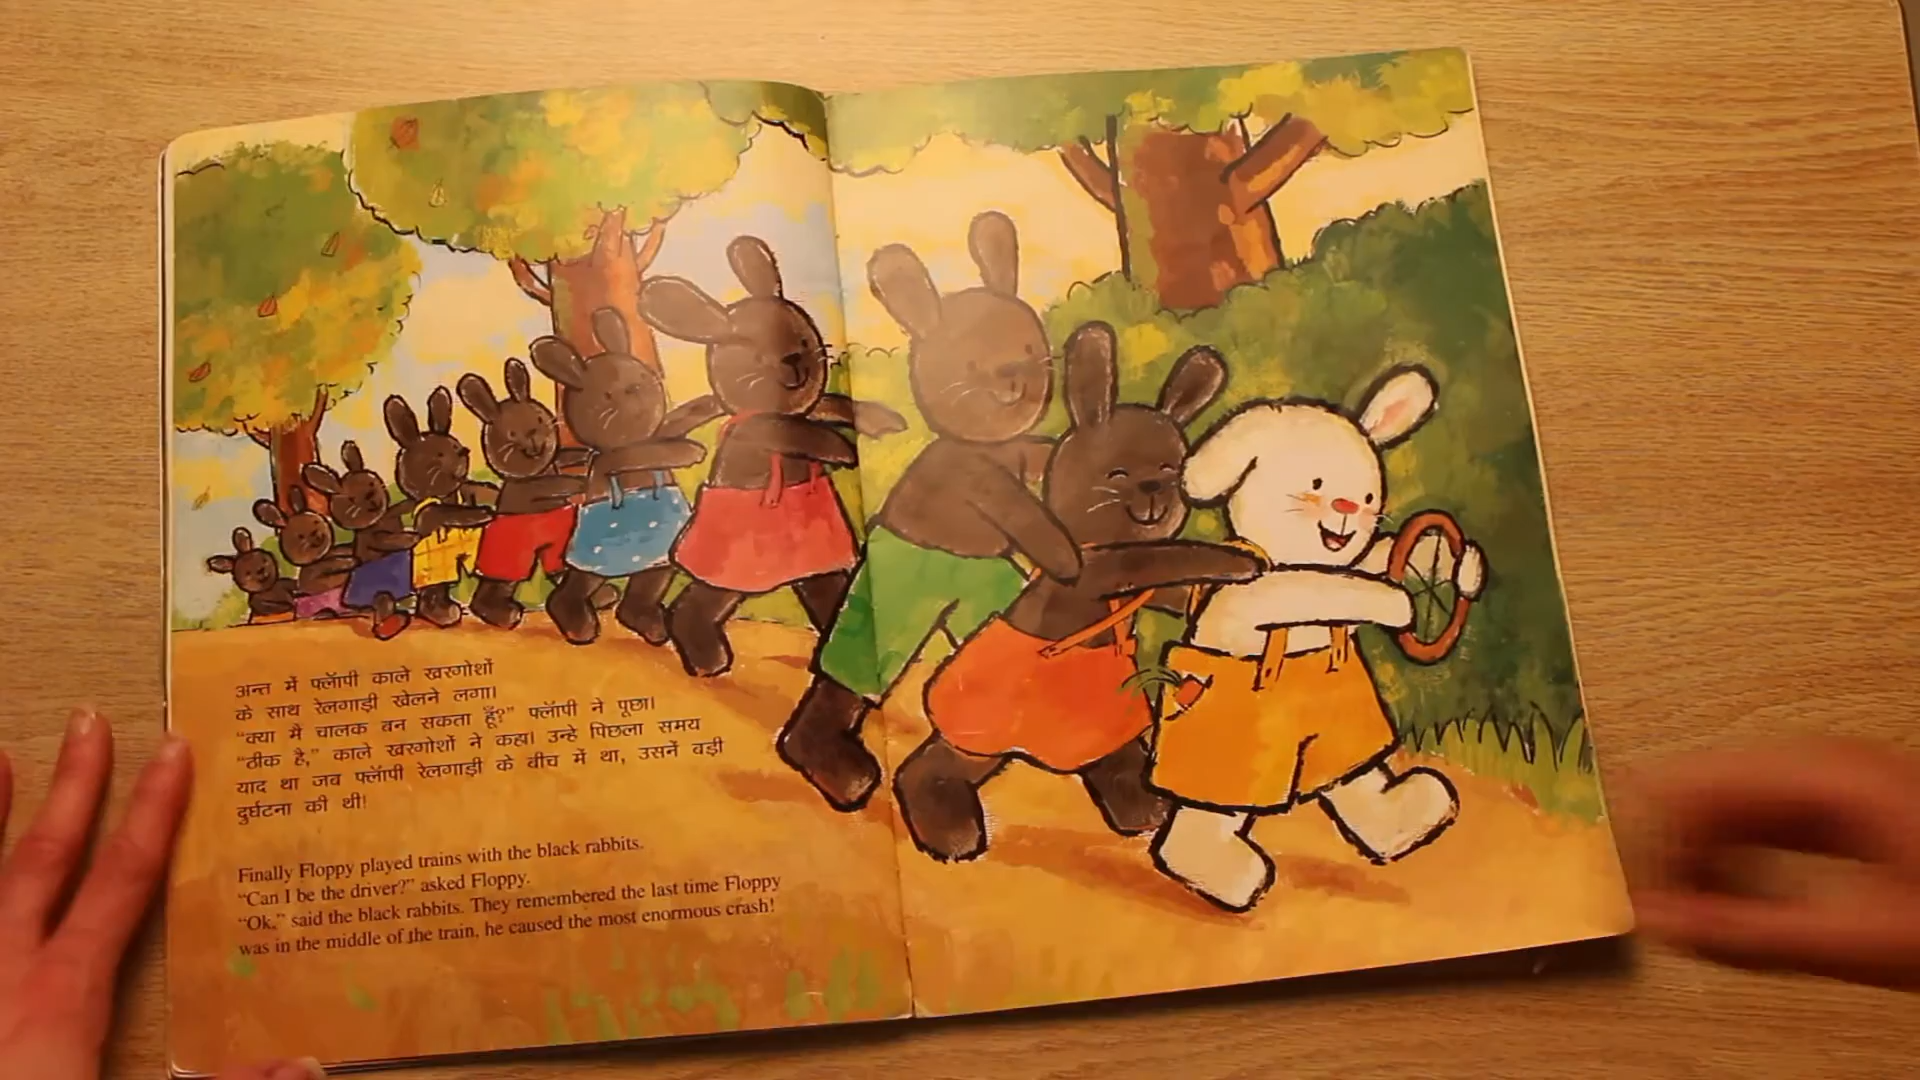 अन्त में फ्लॅापी काले खरगोशों
के साथ रेलगाड़ी खेलने लगा।
“क्या मैं चालक बन सकता हूँ?” फ्लॅापी ने पूछा।
“ठीक है,” काले खरगोशों ने कहा। उन्हे पिछला समय
याद था जब फ्लॅापी रेलगाड़ी के बीच में था, उसनें बड़ी
दुर्घटना की थी!
Finally Floppy played trains with the black rabbits.
“Can I be the driver?” asked Floppy.
“Ok,” said the black rabbits. They remembered the last time Floppy
was in the middle of the train, he caused the most enormous crash!